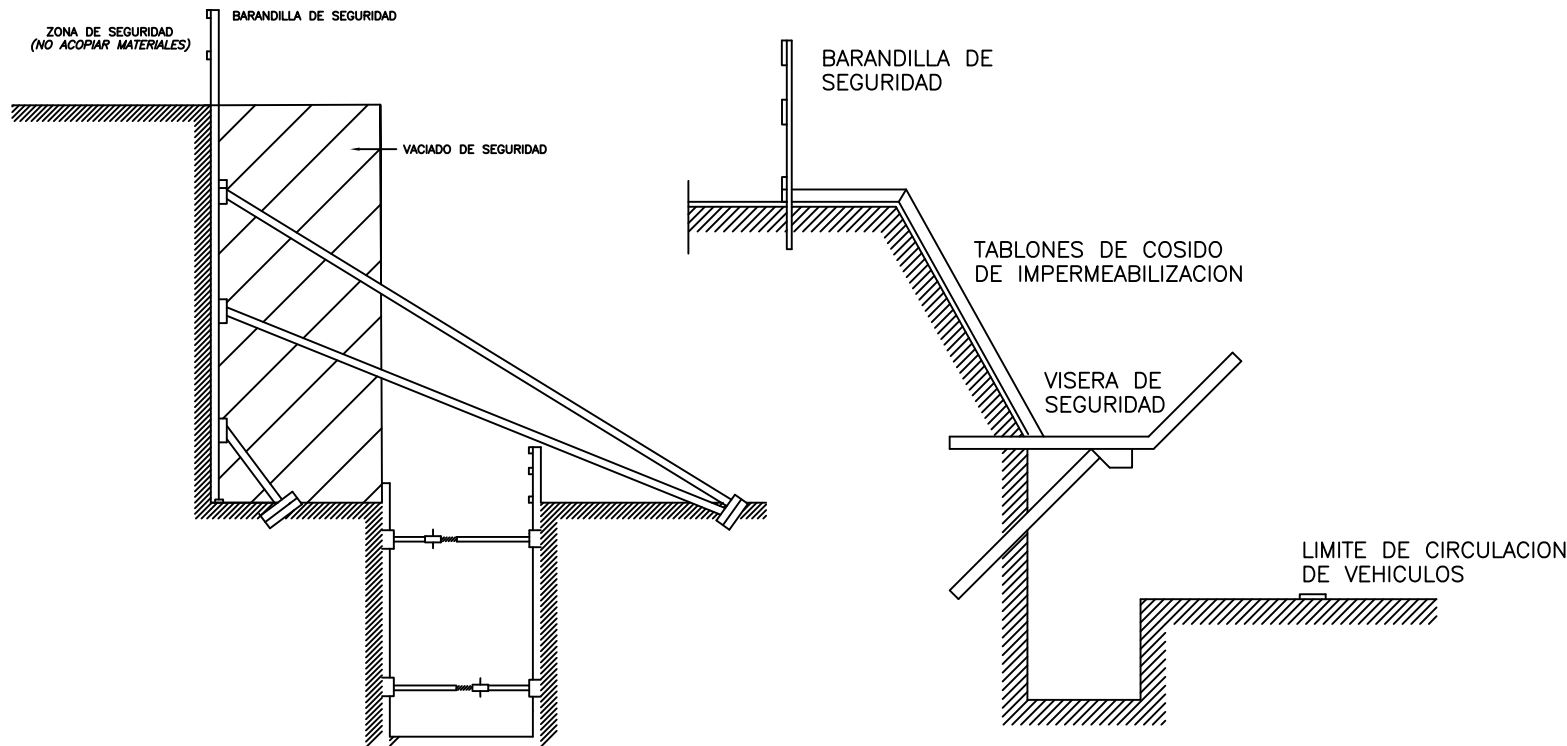 BARANDILLA DE SEGURIDAD
ZONA DE SEGURIDAD
(NO ACOPIAR MATERIALES)
VACIADO DE SEGURIDAD
BARANDILLA DE
SEGURIDAD
TABLONES DE COSIDO
DE IMPERMEABILIZACION
VISERA DE
SEGURIDAD
LIMITE DE CIRCULACION
DE VEHICULOS